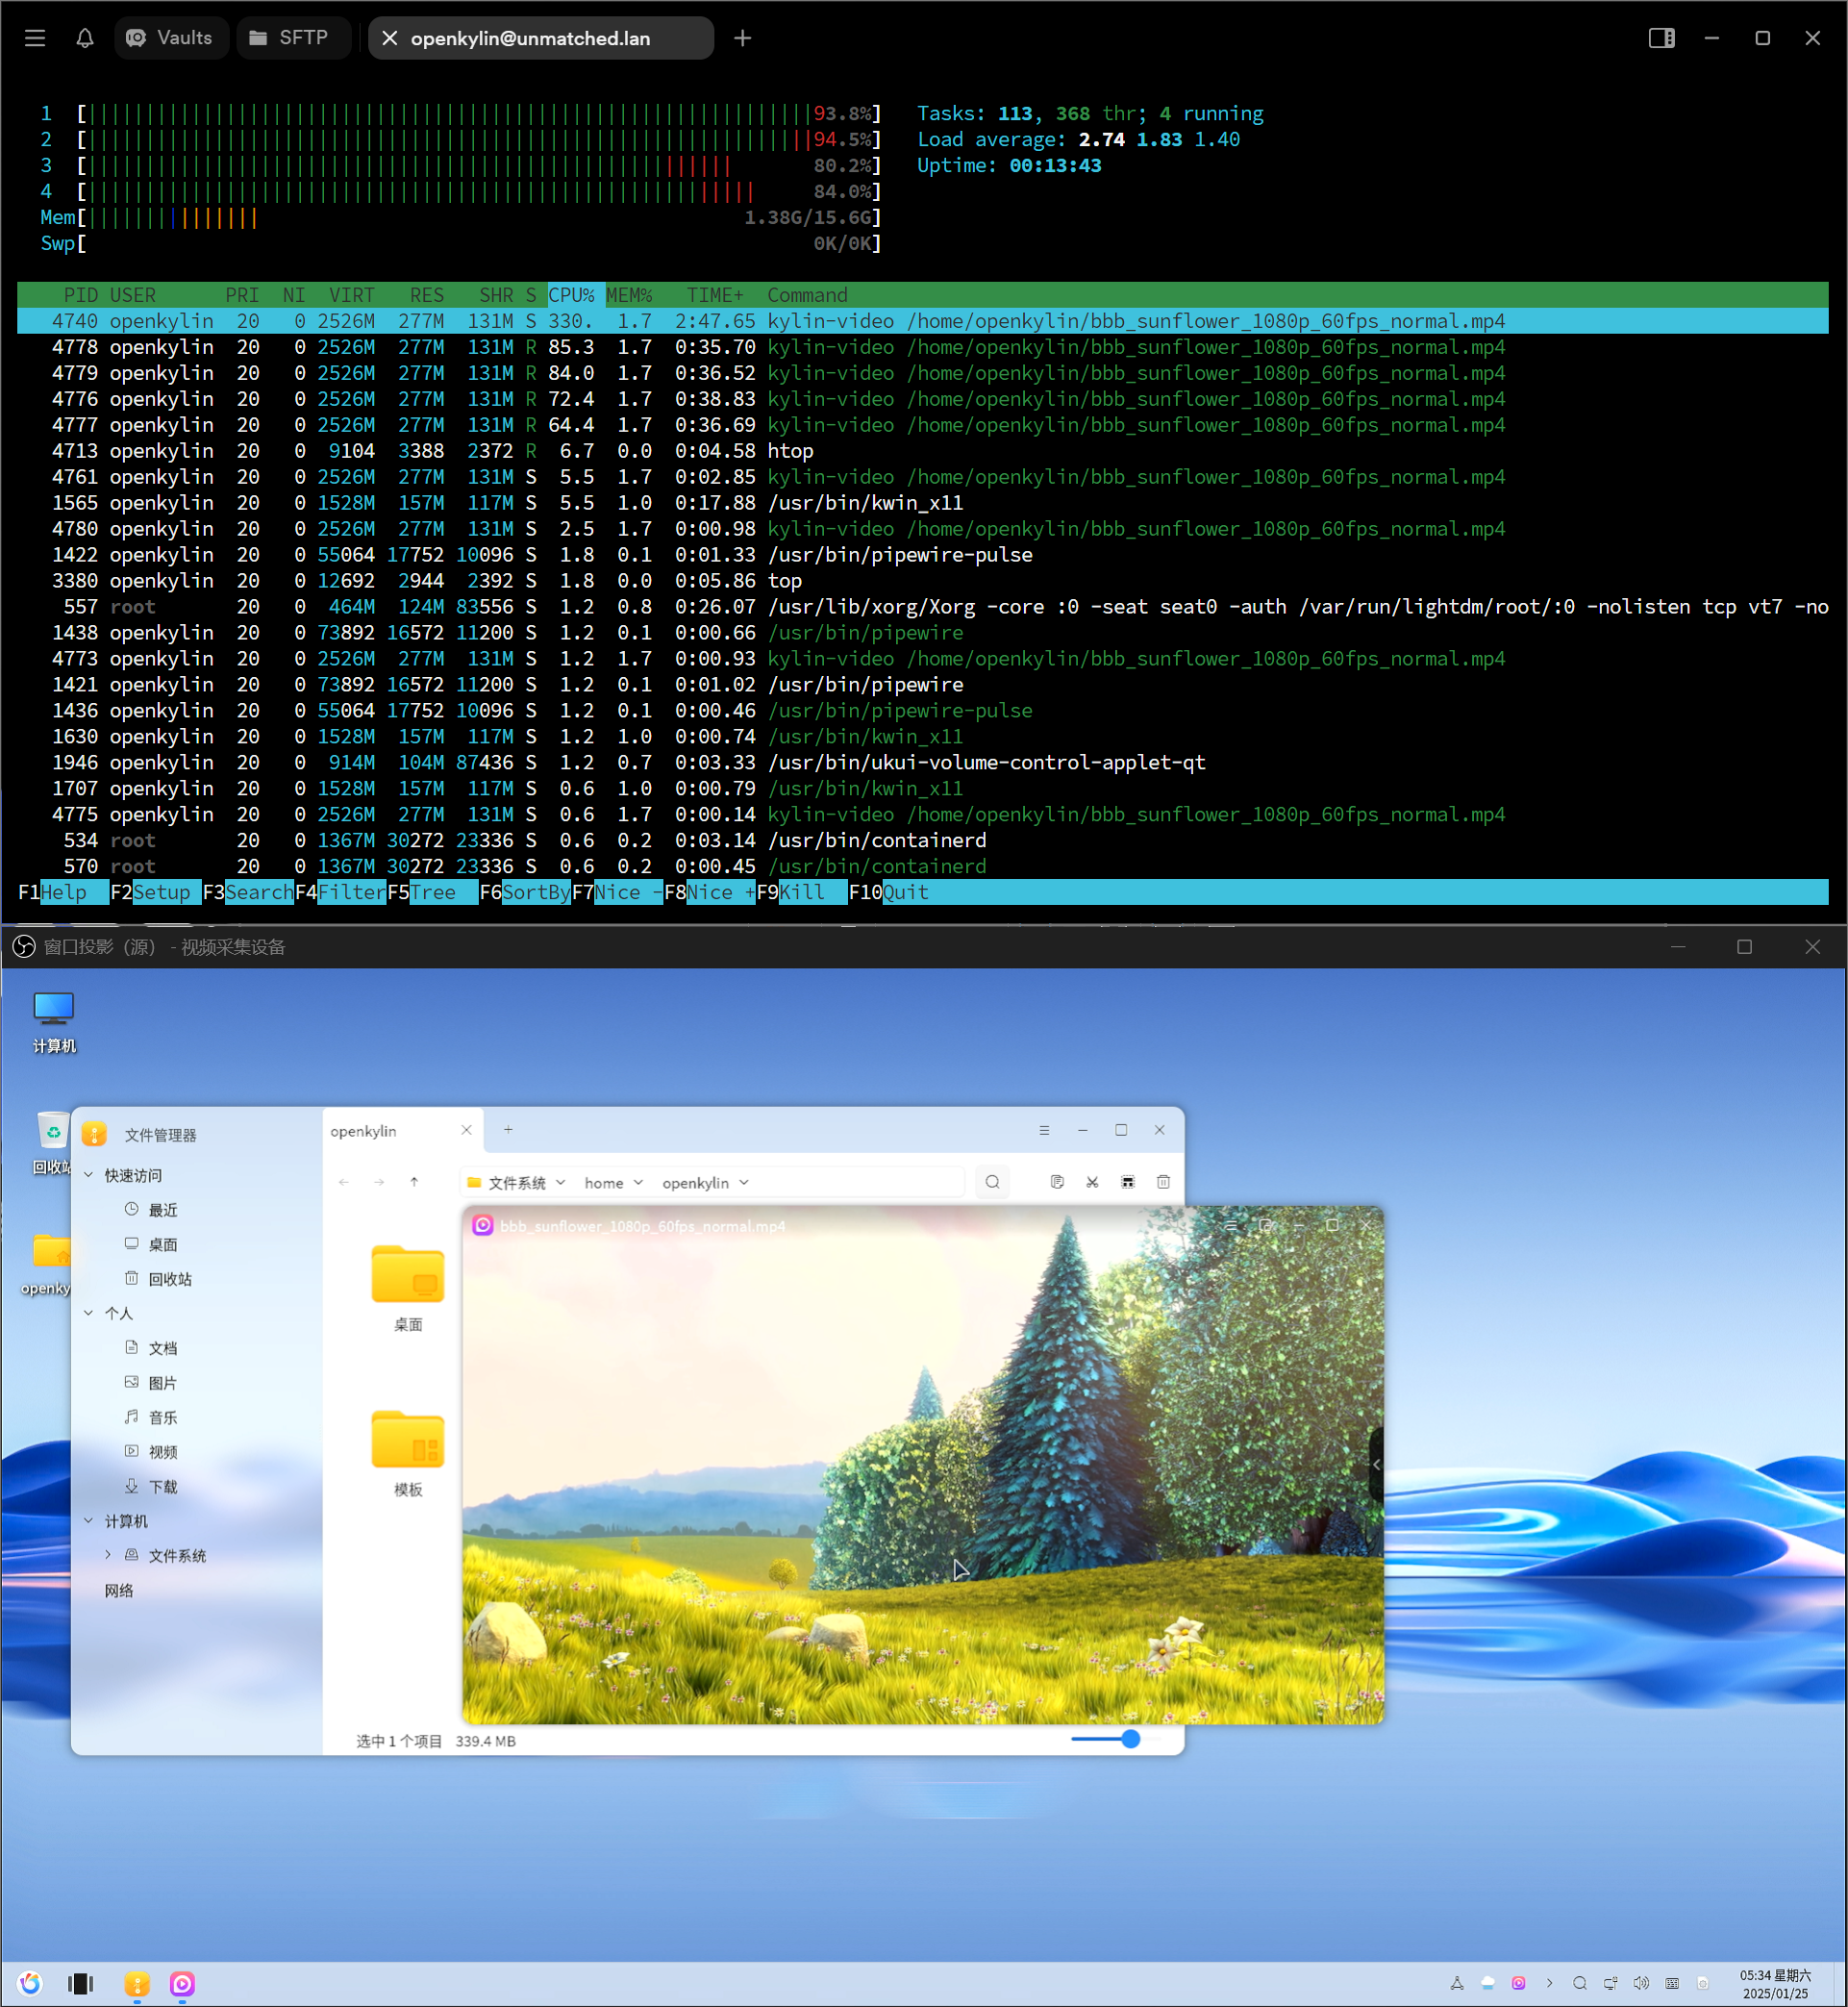 Vaults SFTP openkylin@unmatched.lan
1 [93.8%] Tasks: 113, 368 thr; 4 running
2 [94.5%] Load average: 2.74 1.83 1.40
3 [80.2%] Uptime: 00:13:43
4 [84.0%]
Mem[1.38G/15.6G]
Swp[0K/0K]
PID USER PRI NI VIRT RES SHR S CPU% MEM% TIME+ Command
4740 openkylin 20 0 2526M 277M 131M S 330. 1.7 2:47.65 kylin-video /home/openkylin/bbb_sunflower_1080p_60fps_normal.mp4
4778 openkylin 20 0 2526M 277M 131M R 85.3 1.7 0:35.70 kylin-video /home/openkylin/bbb_sunflower_1080p_60fps_normal.mp4
4779 openkylin 20 0 2526M 277M 131M R 84.0 1.7 0:36.52 kylin-video /home/openkylin/bbb_sunflower_1080p_60fps_normal.mp4
4776 openkylin 20 0 2526M 277M 131M R 72.4 1.7 0:38.83 kylin-video /home/openkylin/bbb_sunflower_1080p_60fps_normal.mp4
4777 openkylin 20 0 2526M 277M 131M R 64.4 1.7 0:36.69 kylin-video /home/openkylin/bbb_sunflower_1080p_60fps_normal.mp4
4713 openkylin 20 0 9104 3388 2372 R 6.7 0.0 0:04.58 htop
4761 openkylin 20 0 2526M 277M 131M S 5.5 1.7 0:02.85 kylin-video /home/openkylin/bbb_sunflower_1080p_60fps_normal.mp4
1565 openkylin 20 0 1528M 157M 117M S 5.5 1.0 0:17.88 /usr/bin/kwin_x11
4780 openkylin 20 0 2526M 277M 131M S 2.5 1.7 0:00.98 kylin-video /home/openkylin/bbb_sunflower_1080p_60fps_normal.mp4
1422 openkylin 20 0 55064 17752 10096 S 1.8 0.1 0:01.33 /usr/bin/pipewire-pulse
3380 openkylin 20 0 12692 2944 2392 S 1.8 0.0 0:05.86 top
557 root 20 0 464M 124M 83556 S 1.2 0.8 0:26.07 /usr/lib/xorg/Xorg -core :0 -seat seat0 -auth /var/run/lightdm/root/:0 -nolisten tcp vt7 -no
1438 openkylin 20 0 73892 16572 11200 S 1.2 0.1 0:00.66 /usr/bin/pipewire
4773 openkylin 20 0 2526M 277M 131M S 1.2 1.7 0:00.93 kylin-video /home/openkylin/bbb_sunflower_1080p_60fps_normal.mp4
1421 openkylin 20 0 73892 16572 11200 S 1.2 0.1 0:01.02 /usr/bin/pipewire
1436 openkylin 20 0 55064 17752 10096 S 1.2 0.1 0:00.46 /usr/bin/pipewire-pulse
1630 openkylin 20 0 1528M 157M 117M S 1.2 1.0 0:00.74 /usr/bin/kwin_x11
1946 openkylin 20 0 914M 104M 87436 S 1.2 0.7 0:03.33 /usr/bin/ukui-volume-control-applet-qt
1707 openkylin 20 0 1528M 157M 117M S 0.6 1.0 0:00.79 /usr/bin/kwin_x11
4775 openkylin 20 0 2526M 277M 131M S 0.6 1.7 0:00.14 kylin-video /home/openkylin/bbb_sunflower_1080p_60fps_normal.mp4
534 root 20 0 1367M 30272 23336 S 0.6 0.2 0:03.14 /usr/bin/containerd
570 root 20 0 1367M 30272 23336 S 0.6 0.2 0:00.45 /usr/bin/containerd
F1Help F2Setup F3Search F4Filter F5Tree F6SortBy F7Nice - F8Nice + F9Kill F10Quit
窗口投影（源） - 视频采集设备
计算机
回收站
openky
文件管理器
openkylin
文件系统 home openkylin
快速访问
最近
桌面
回收站
个人
文档
图片
音乐
视频
下载
计算机
文件系统
网络
桌面
模板
bbb_sunflower_1080p_60fps_normal.mp4
选中 1 个项目 339.4 MB
05:34 星期六
2025/01/25